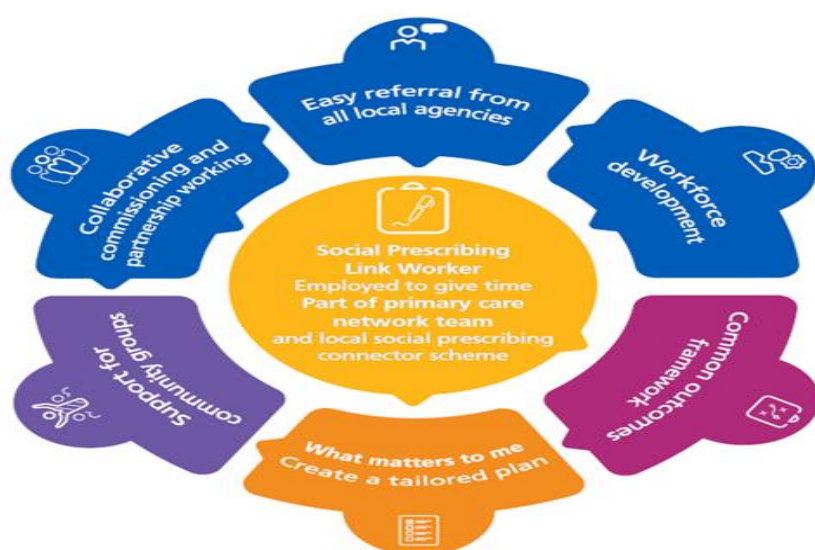 Easy referral from
all local agencies
Workforce
development
Common outcomes
framework
What matters to me
Create a tailored plan
Support for
community groups
Collaborative
commissioning and
partnership working
Social Prescribing
Link Worker
Employed to give time
Part of primary care
network team
and local social prescribing
connector scheme